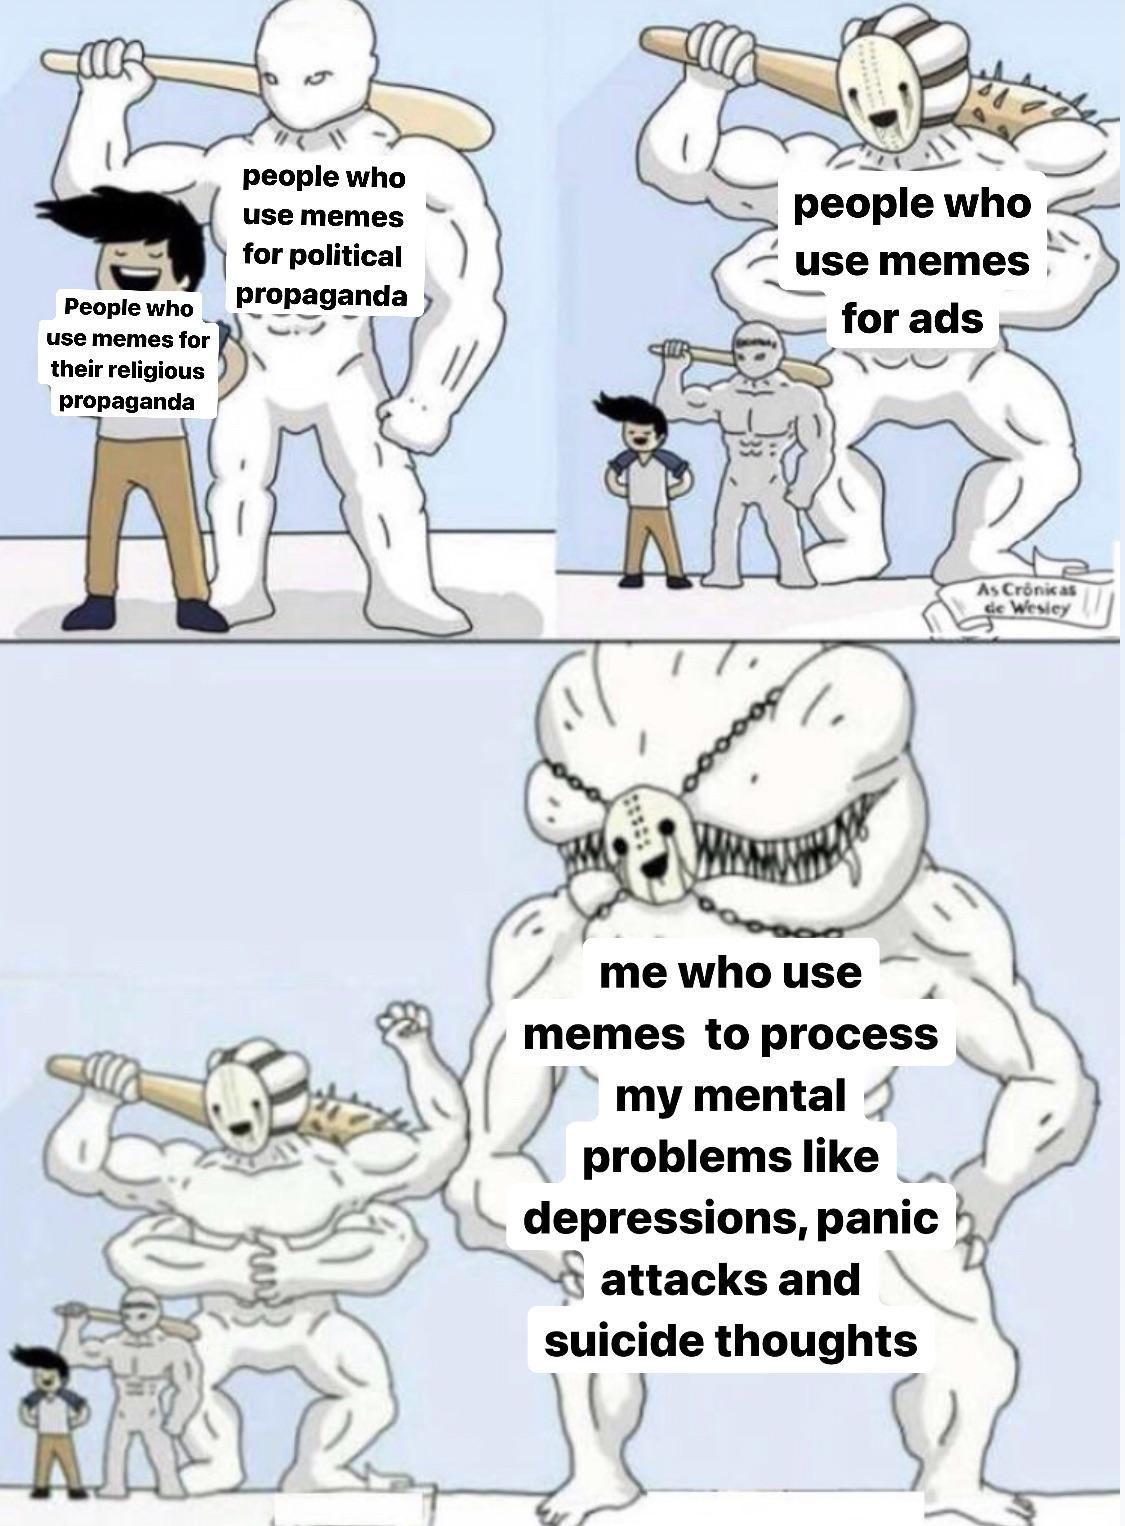 people who
use memes
for political
propaganda
People who
use memes for
their religious
propaganda
people who
use memes
for ads
As Crônicas
de Wesley
me who use
memes to process
my mental
problems like
depressions, panic
attacks and
suicide thoughts